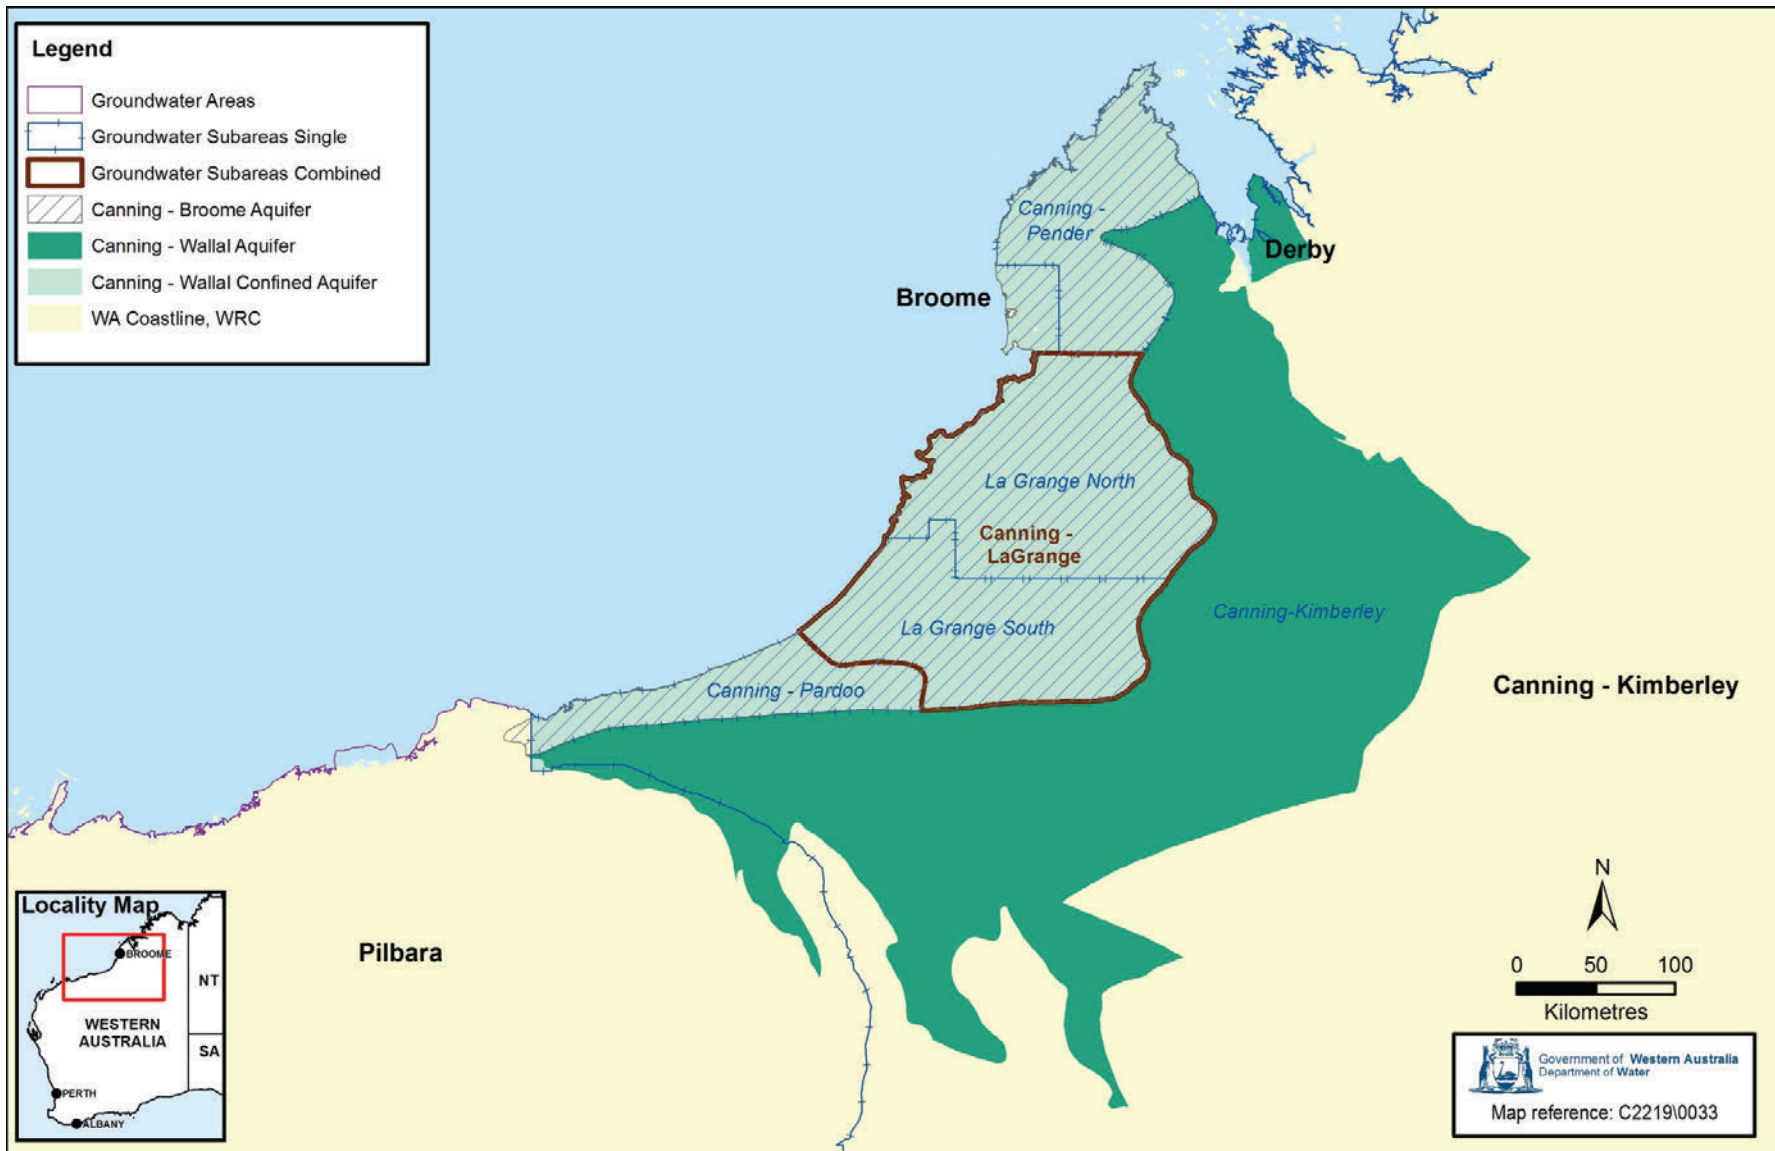 Legend
Groundwater Areas
Groundwater Subareas Single
Groundwater Subareas Combined
Canning - Broome Aquifer
Canning - Wallal Aquifer
Canning - Wallal Confined Aquifer
WA Coastline, WRC
Canning -
Pender
Derby
Broome
La Grange North
Canning -
LaGrange
La Grange South
Canning-Kimberley
Canning - Pardoo
Canning - Kimberley
Pilbara
Locality Map
BROOME
NT
WESTERN
AUSTRALIA
SA
PERTH
ALBANY
N
0 50 100
Kilometres
Government of Western Australia
Department of Water
Map reference: C2219\0033